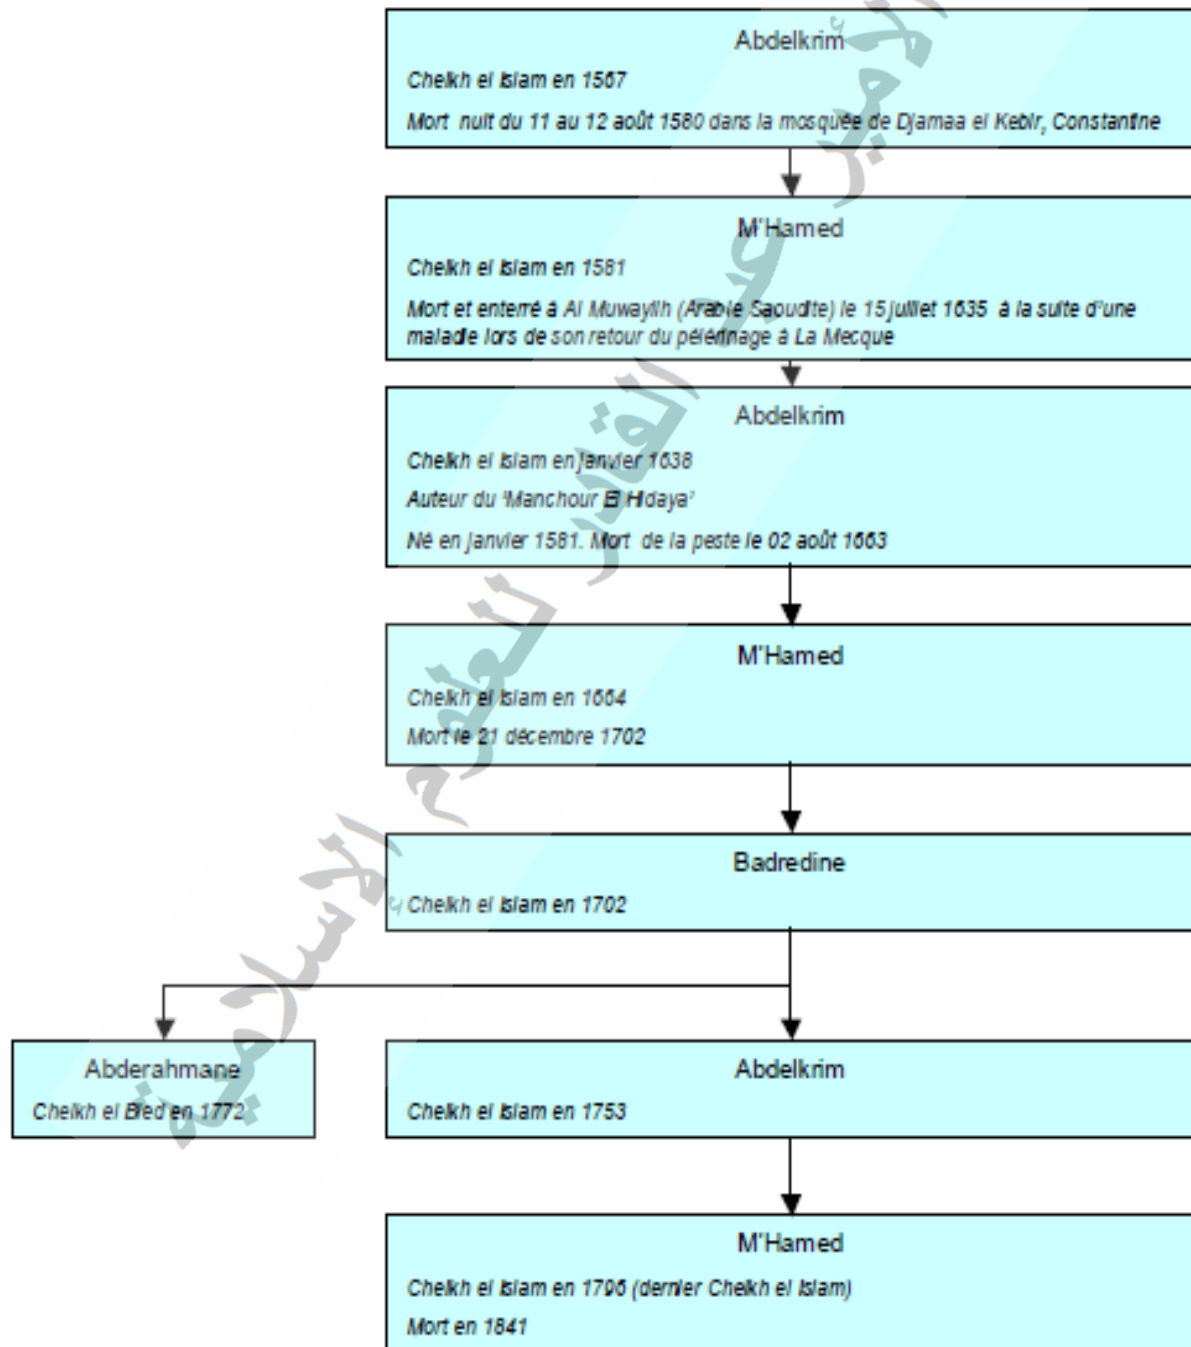 Abdelkrim
Cheikh el Islam en 1567
Mort nuit du 11 au 12 août 1580 dans la mosquée de Djamaa el Kebir, Constantine
M'Hamed
Cheikh el Islam en 1581
Mort et enterré à Al Muwaylih (Arabie Saoudite) le 15 juillet 1635 à la suite d'une
maladie lors de son retour du pélérinage à La Mecque
Abdelkrim
Cheikh el Islam en janvier 1638
Auteur du 'Manchour El Hidaya'
Né en janvier 1581. Mort de la peste le 02 août 1663
M'Hamed
Cheikh el Islam en 1664
Mort le 21 décembre 1702
Badredine
Cheikh el Islam en 1702
Abderahmane
Cheikh el Bled en 1772
Abdelkrim
Cheikh el Islam en 1753
M'Hamed
Cheikh el Islam en 1796 (dernier Cheikh el Islam)
Mort en 1841
الأمير عبد القادر للعلوم الإسلامية